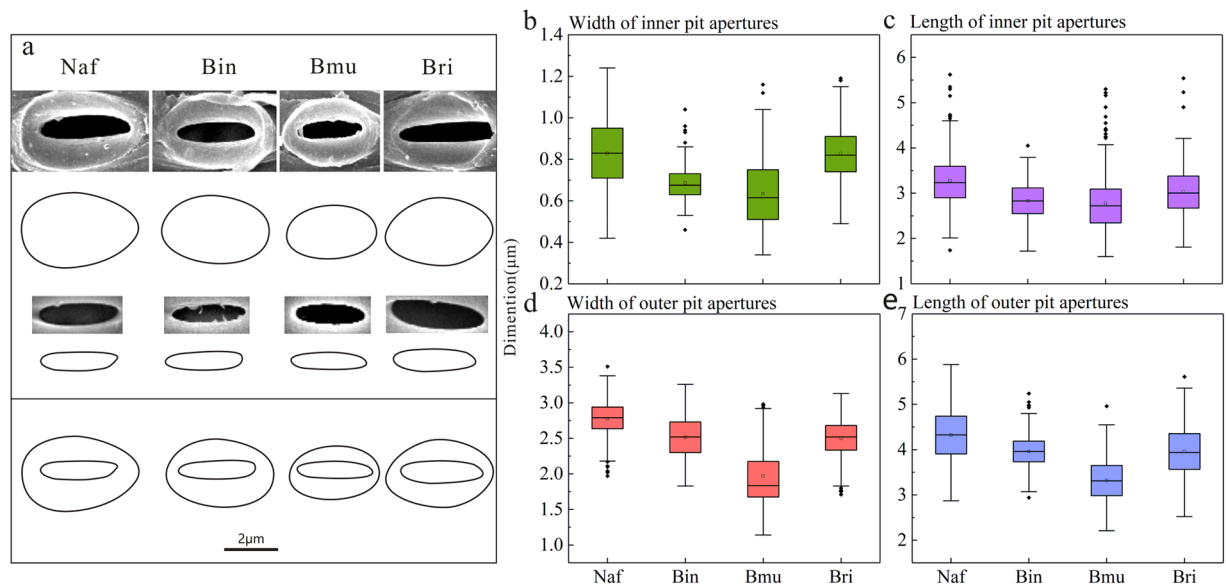 a
Naf Bin Bmu Bri
2μm
Dimention(μm)
b Width of inner pit apertures
1.4
1.2
1.0
0.8
0.6
0.4
0.2
c Length of inner pit apertures
6
5
4
3
2
1
d Width of outer pit apertures
4.0
3.5
3.0
2.5
2.0
1.5
1.0
Naf Bin Bmu Bri
e Length of outer pit apertures
7
6
5
4
3
2
Naf Bin Bmu Bri